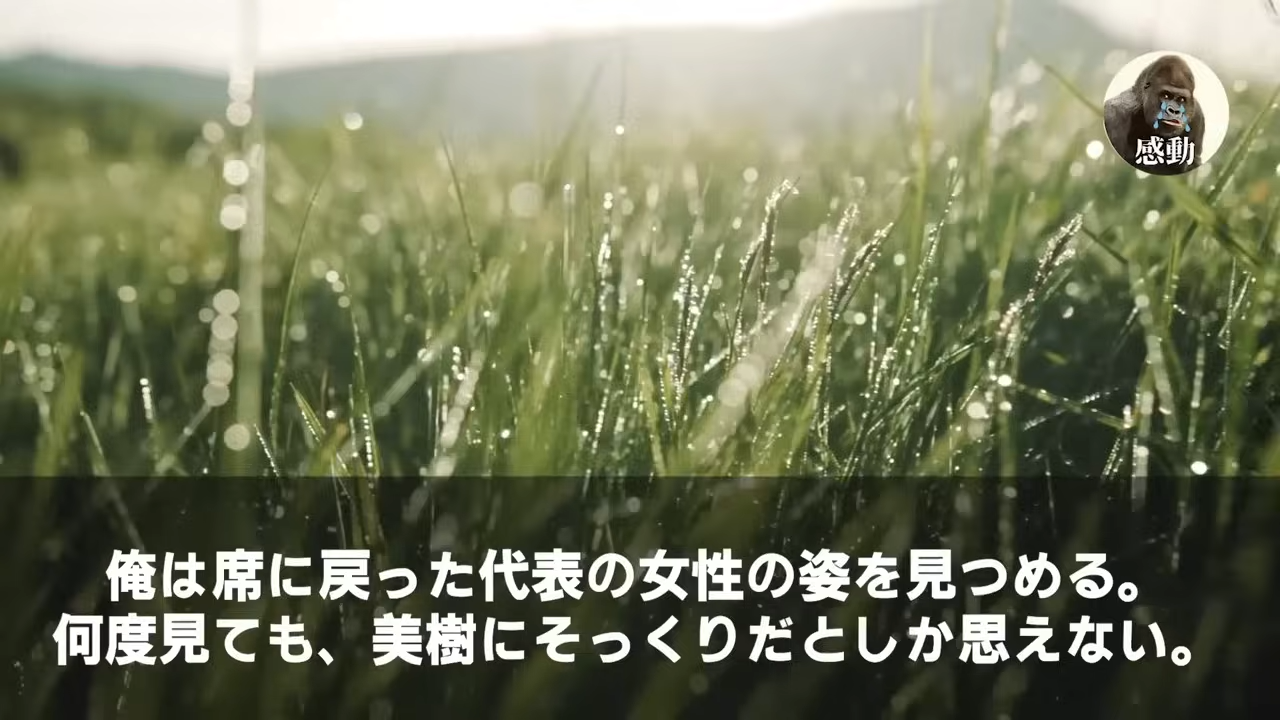 感動
俺は席に戻った代表の女性の姿を見つめる。
何度見ても、美樹にそっくりだとしか思えない。